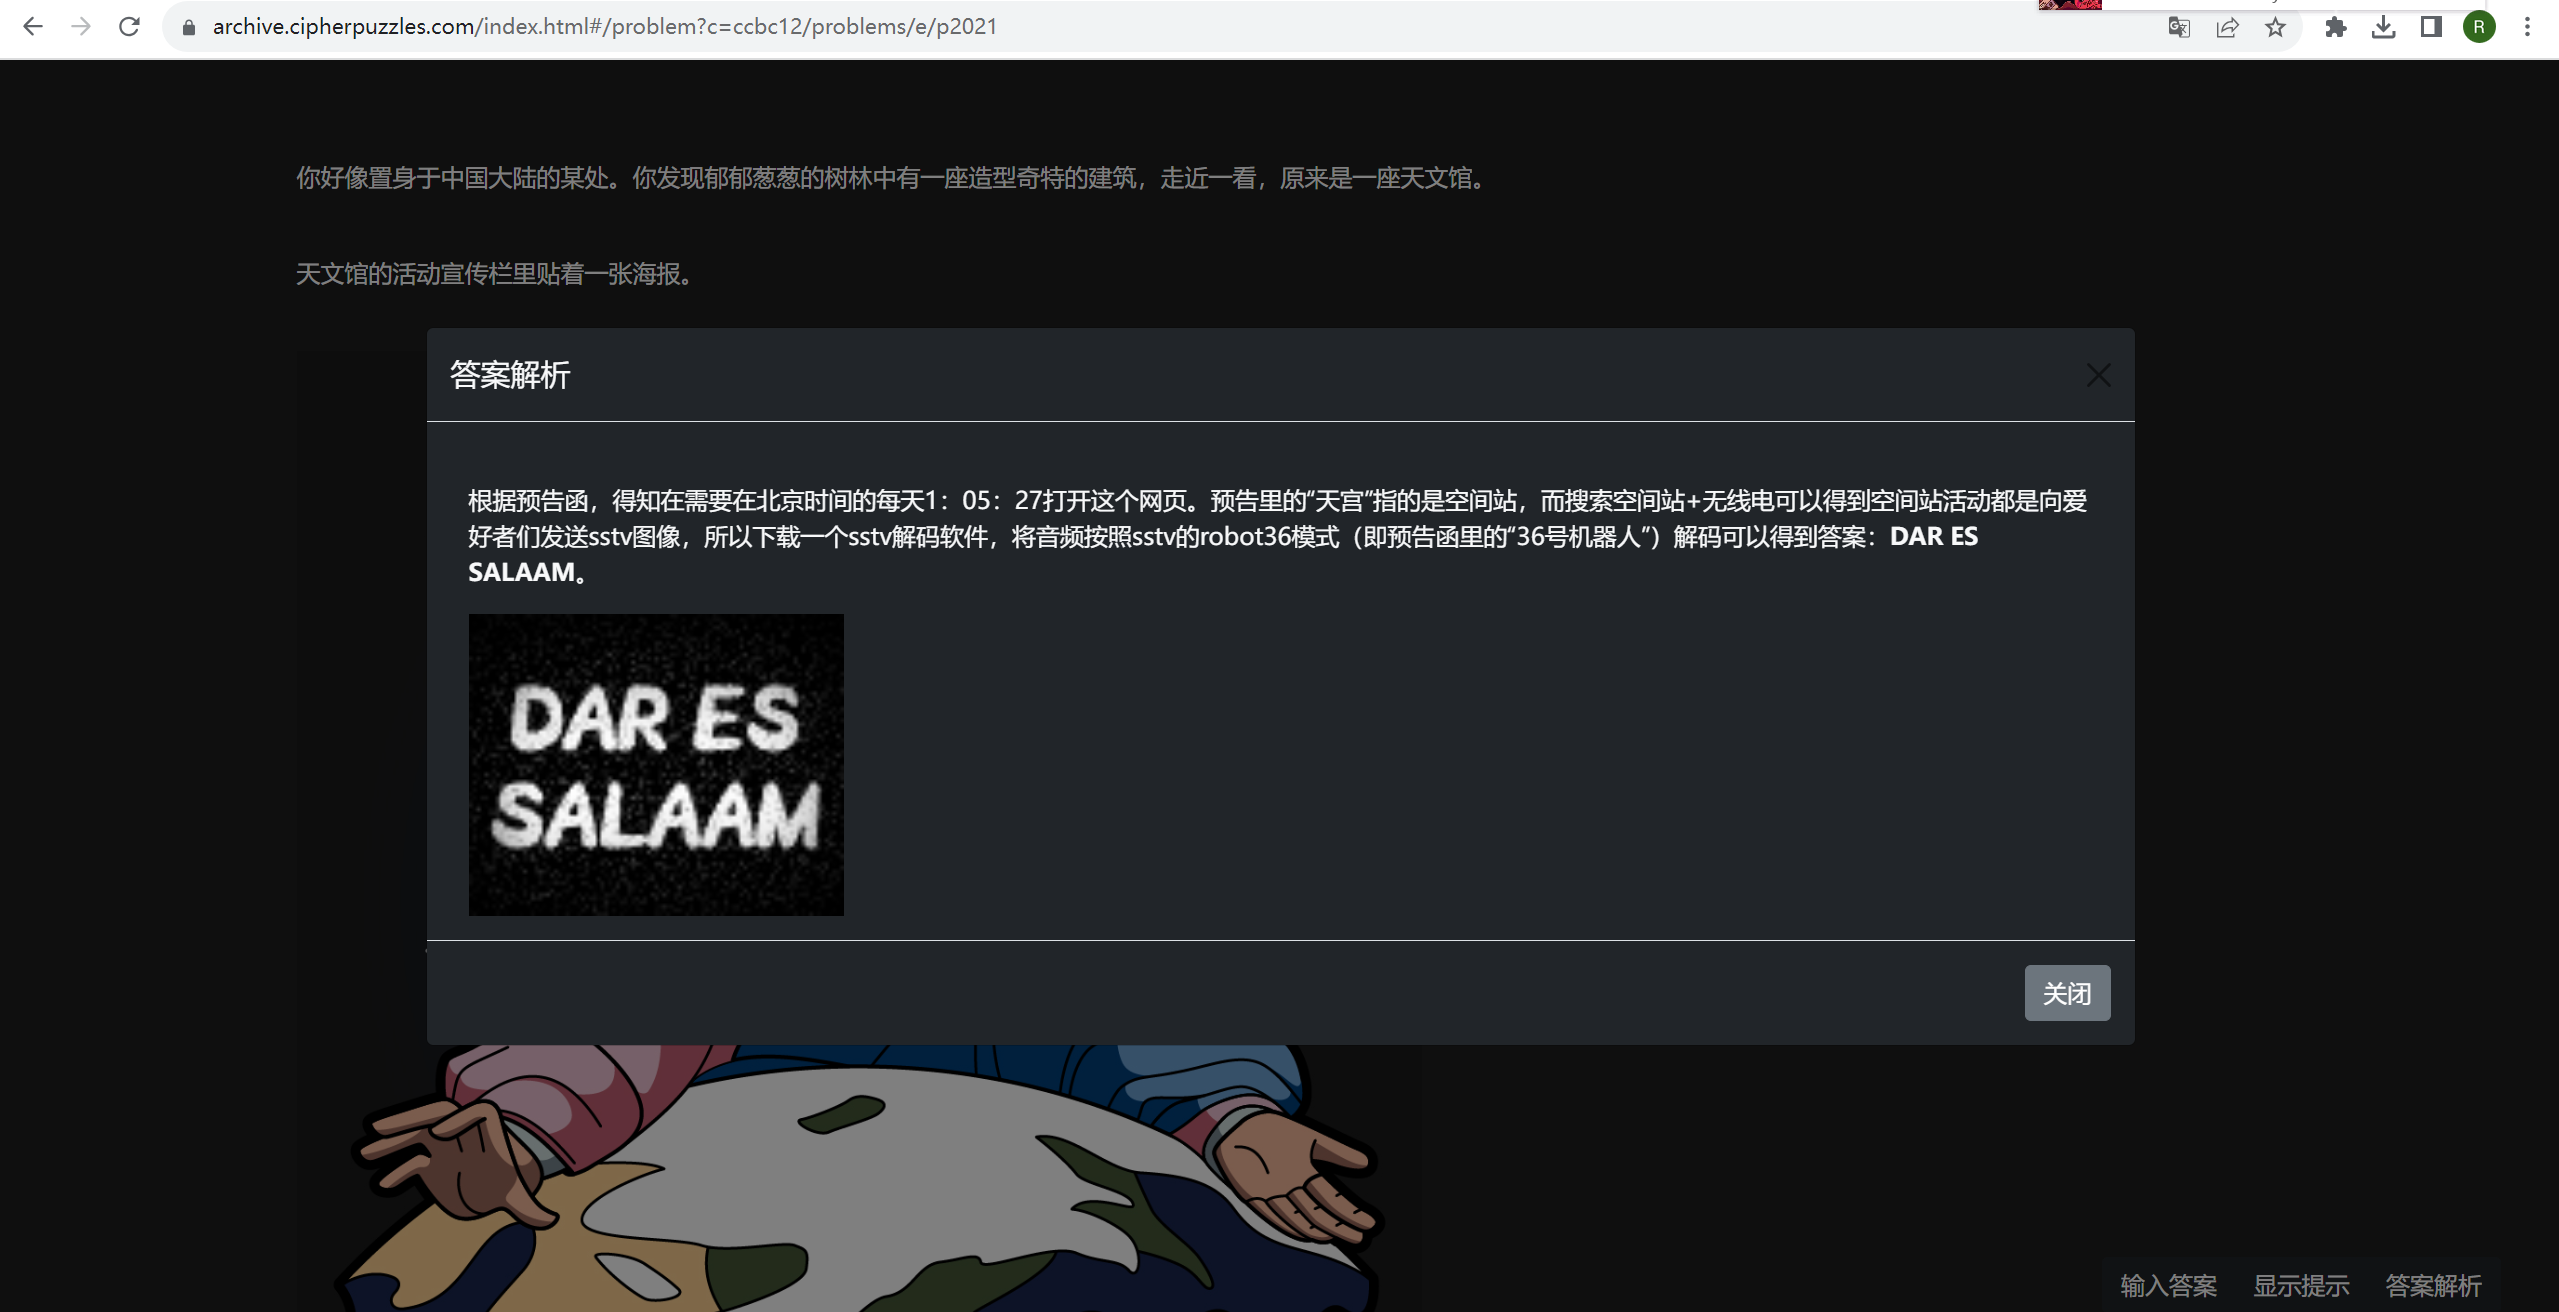 archive.cipherpuzzles.com/index.html#/problem?c=ccbc12/problems/e/p2021
R
你好像置身于中国大陆的某处。你发现郁郁葱葱的树林中有一座造型奇特的建筑，走近一看，原来是一座天文馆。
天文馆的活动宣传栏里贴着一张海报。
答案解析
根据预告函，得知在需要在北京时间的每天1：05：27打开这个网页。预告里的“天宫”指的是空间站，而搜索空间站+无线电可以得到空间站活动都是向爱
好者们发送sstv图像，所以下载一个sstv解码软件，将音频按照sstv的robot36模式（即预告函里的“36号机器人”）解码可以得到答案：DAR ES
SALAAM。
DAR ES
SALAAM
关闭
输入答案 显示提示 答案解析